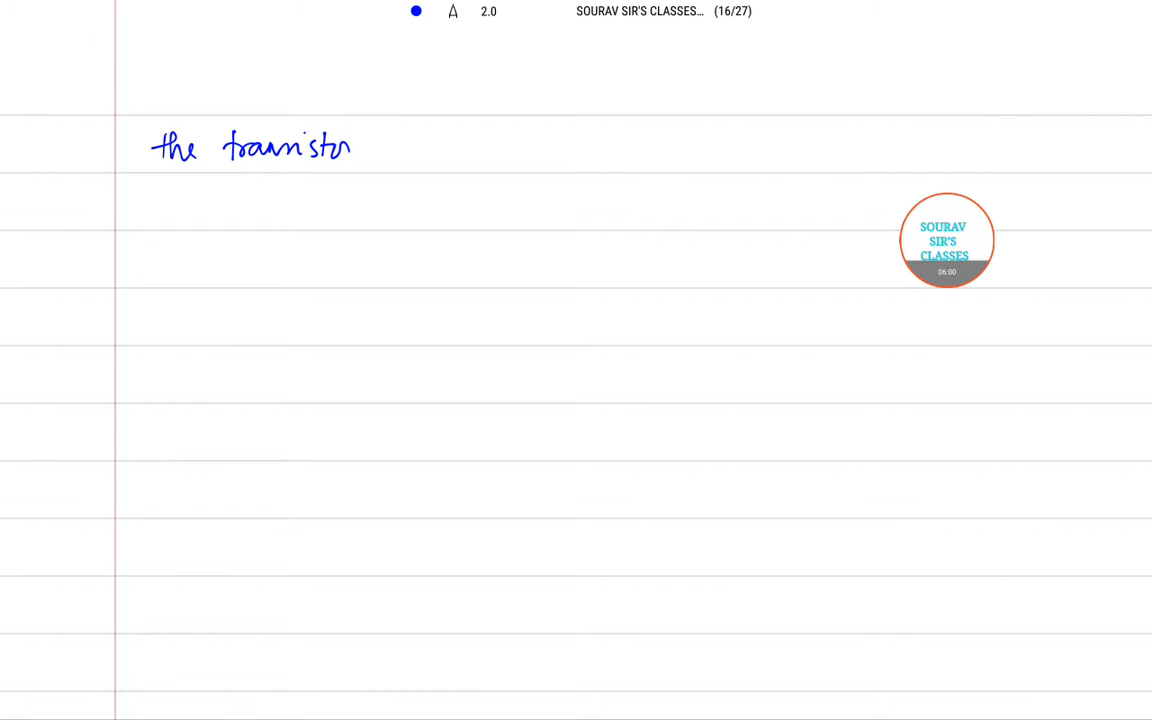 2.0 SOURAV SIR'S CLASSES... (16/27)
the transistor
SOURAV
SIR'S
CLASSES
06:00